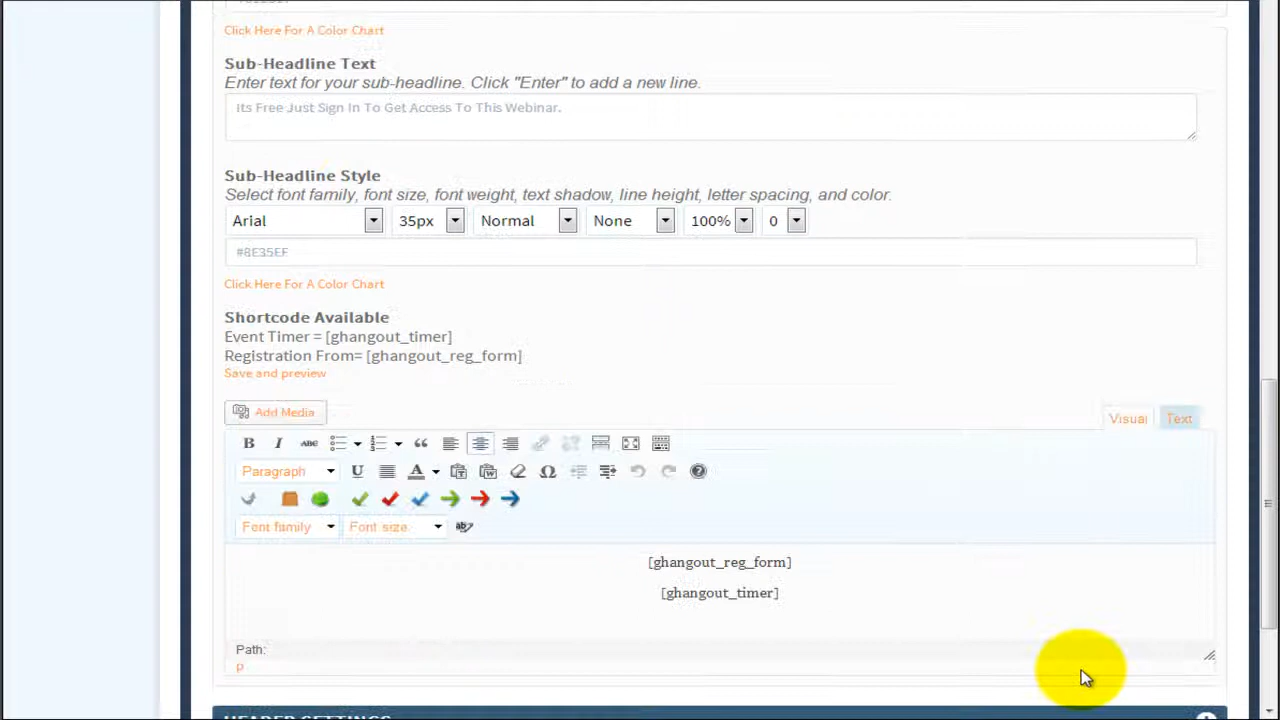 Click Here For A Color Chart
Sub-Headline Text
Enter text for your sub-headline. Click "Enter" to add a new line.
Its Free Just Sign In To Get Access To This Webinar.
Sub-Headline Style
Select font family, font size, font weight, text shadow, line height, letter spacing, and color.
Arial 35px Normal None 100% 0
#8E35EF
Click Here For A Color Chart
Shortcode Available
Event Timer = [ghangout_timer]
Registration From= [ghangout_reg_form]
Save and preview
Add Media Visual Text
B I ABC
Paragraph U A Ω
Font family Font size
[ghangout_reg_form]
[ghangout_timer]
Path:
p
HEADER SETTINGS